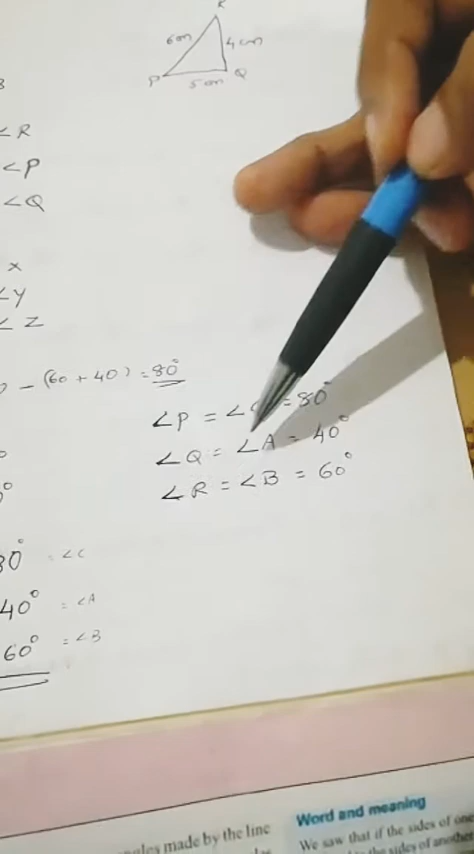 R
6cm
4cm
P
5cm
Q
∠R
∠P
∠Q
x
∠Y
∠Z
- (60 + 40) = 80°
∠P = ∠ = 80°
∠Q = ∠A = 40°
∠R = ∠B = 60°
80° = ∠C
40° = ∠A
60° = ∠B
made by the line
Word and meaning
We saw that if the sides of one
the sides of another